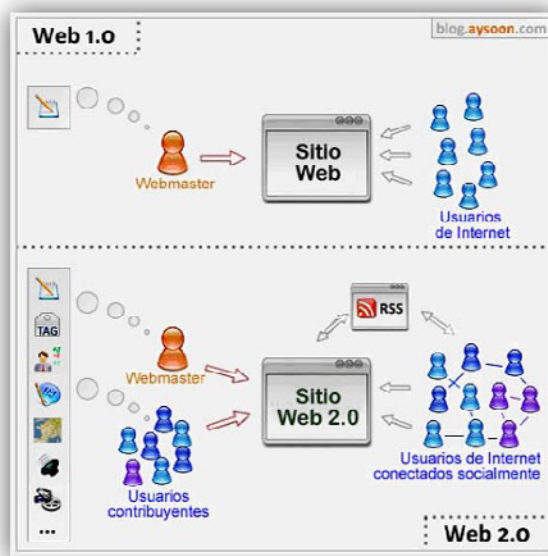 Web 1.0
blog.aysoon.com
Sitio
Web
Webmaster
Usuarios
de Internet
TAG
RSS
Webmaster
Sitio
Web 2.0
Usuarios
contribuyentes
Usuarios de Internet
conectados socialmente
...
Web 2.0